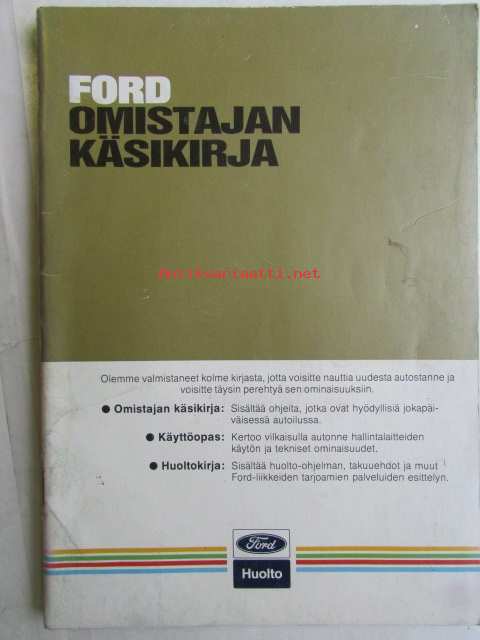 FORD
OMISTAJAN
KÄSIKIRJA
Antikvariaatti.net
Olemme valmistaneet kolme kirjasta, jotta voisitte nauttia uudesta autostanne ja
voisitte täysin perehtyä sen ominaisuuksiin.
● Omistajan käsikirja: Sisältää ohjeita, jotka ovat hyödyllisiä jokapäi-
väisessä autoilussa.
● Käyttöopas: Kertoo vilkaisulla autonne hallintalaitteiden
käytön ja tekniset ominaisuudet.
● Huoltokirja: Sisältää huolto-ohjelman, takuuehdot ja muut
Ford-liikkeiden tarjoamien palveluiden esittelyn.
Ford
Huolto